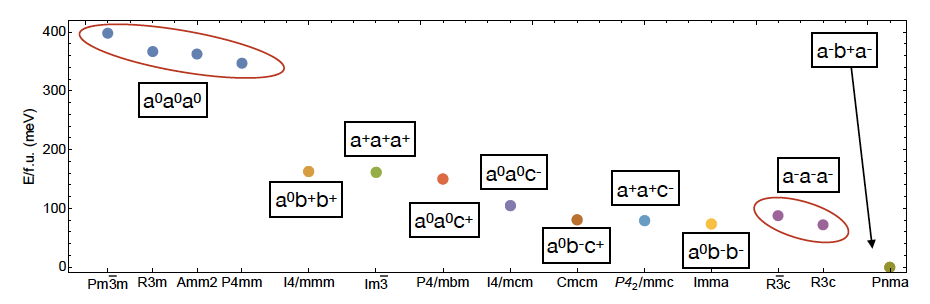 400
300
200
100
0
E/f.u. (meV)
a⁰a⁰a⁰
a⁰b⁺b⁺
a⁺a⁺a⁺
a⁰a⁰c⁺
a⁰a⁰c⁻
a⁰b⁻c⁺
a⁺a⁺c⁻
a⁰b⁻b⁻
a⁻a⁻a⁻
a⁻b⁺a⁻
Pm3̅m R3m Amm2 P4mm I4/mmm Im3̅ P4/mbm I4/mcm Cmcm P4₂/mmc Imma R3̅c R3c Pnma